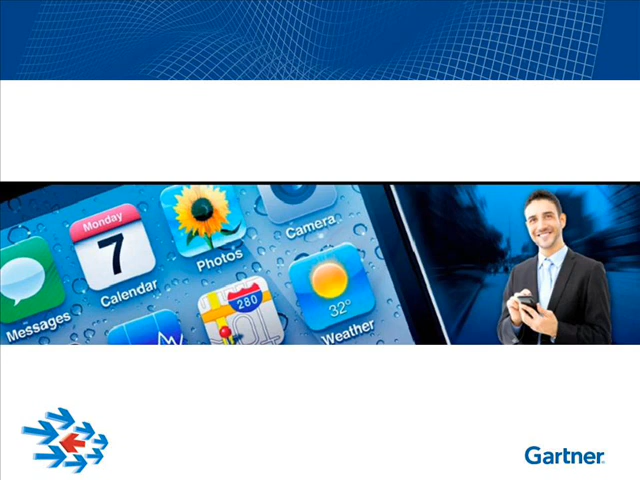 Monday
7
Calendar
Photos
Camera
Messages
280
32°
Weather
Gartner